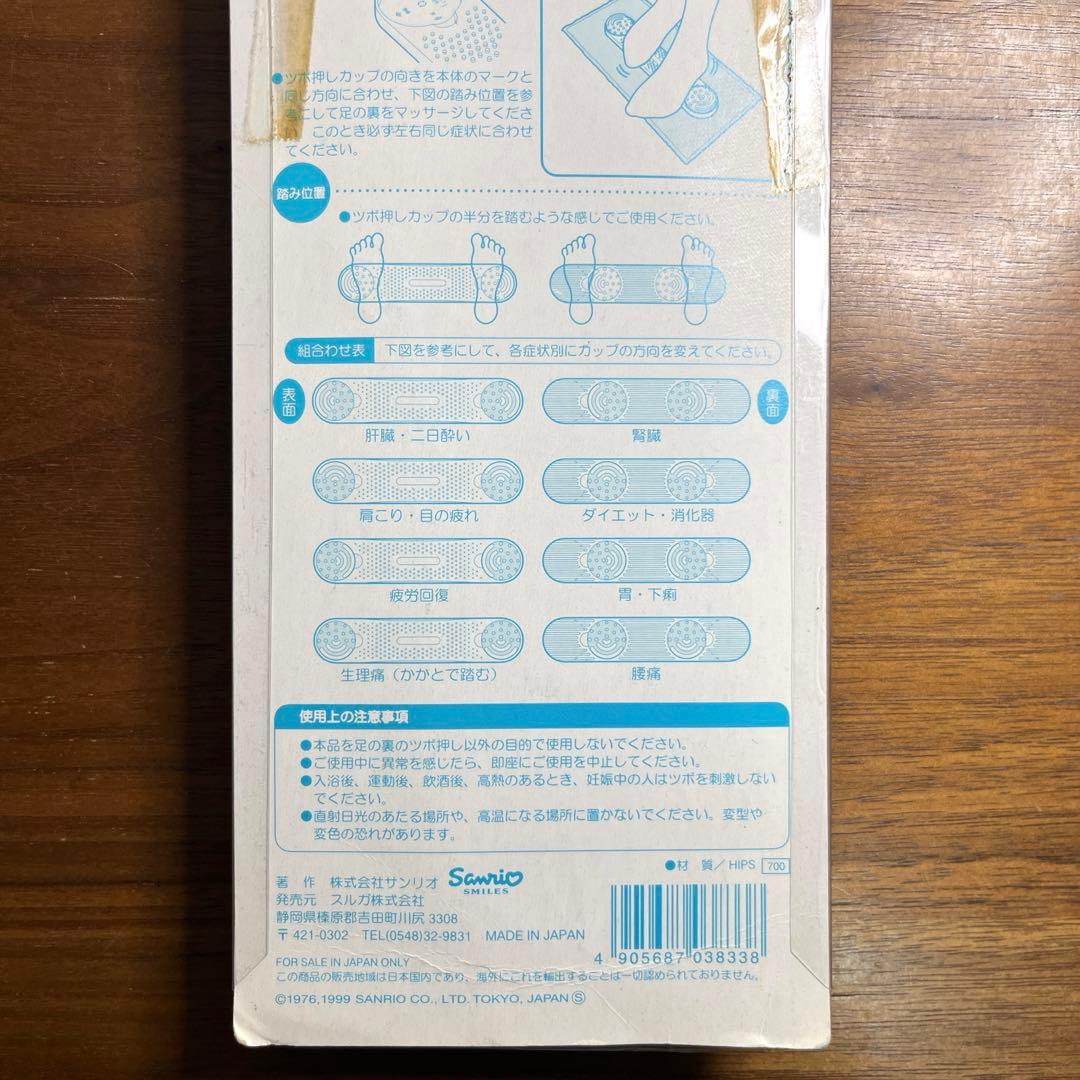 ●ツボ押しカップの向きを本体のマークと
同じ方向に合わせ、下図の踏み位置を参
考にして足の裏をマッサージしてくださ
このとき必ず左右同じ症状に合わせ
てください。
踏み位置
●ツボ押しカップの半分を踏むような感じでご使用ください。
組合わせ表 下図を参考にして、各症状別にカップの方向を変えてください。
表面
裏面
肝臓・二日酔い 腎臓
肩こり・目の疲れ ダイエット・消化器
疲労回復 胃・下痢
生理痛（かかとで踏む） 腰痛
使用上の注意事項
●本品を足の裏のツボ押し以外の目的で使用しないでください。
●ご使用中に異常を感じたら、即座にご使用を中止してください。
●入浴後、運動後、飲酒後、高熱のあるとき、妊娠中の人はツボを刺激しない
でください。
●直射日光のあたる場所や、高温になる場所に置かないでください。変型や
変色の恐れがあります。
●材 質／HIPS 700
著 作 株式会社サンリオ Sanrio SMILES
発売元 スルガ株式会社
静岡県榛原郡吉田町川尻 3308
〒 421-0302 TEL(0548)32-9831 MADE IN JAPAN
4 905687 038338
FOR SALE IN JAPAN ONLY
この商品の販売地域は日本国内であり、海外にこれを輸出することは一切認められておりません。
©1976,1999 SANRIO CO., LTD. TOKYO, JAPAN Ⓢ